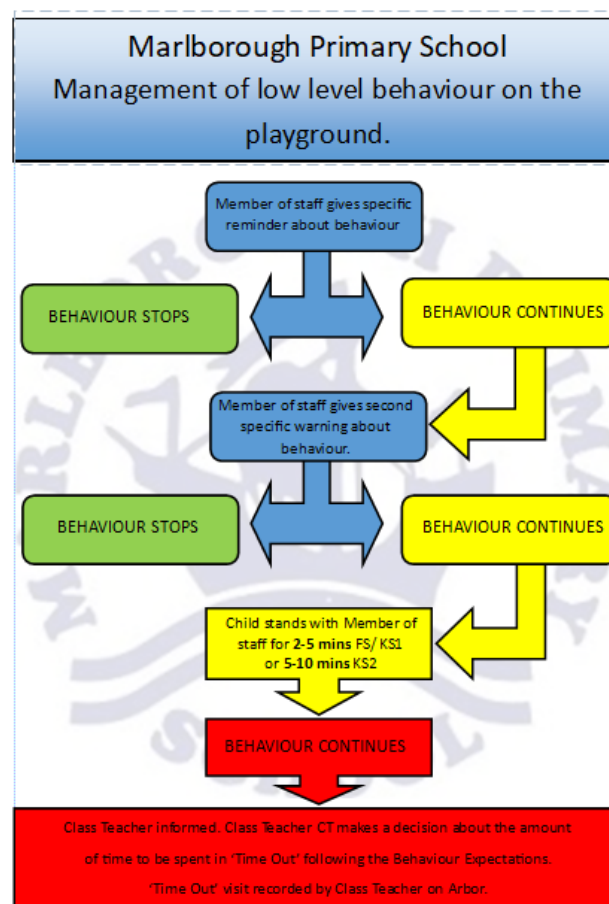 Marlborough Primary School
Management of low level behaviour on the
playground.
Member of staff gives specific
reminder about behaviour
BEHAVIOUR STOPS
BEHAVIOUR CONTINUES
Member of staff gives second
specific warning about
behaviour.
BEHAVIOUR STOPS
BEHAVIOUR CONTINUES
Child stands with Member of
staff for 2-5 mins FS/ KS1
or 5-10 mins KS2
BEHAVIOUR CONTINUES
Class Teacher informed. Class Teacher CT makes a decision about the amount
of time to be spent in ‘Time Out’ following the Behaviour Expectations.
‘Time Out’ visit recorded by Class Teacher on Arbor.
MARLBOROUGH PRIMARY
SCHOOL